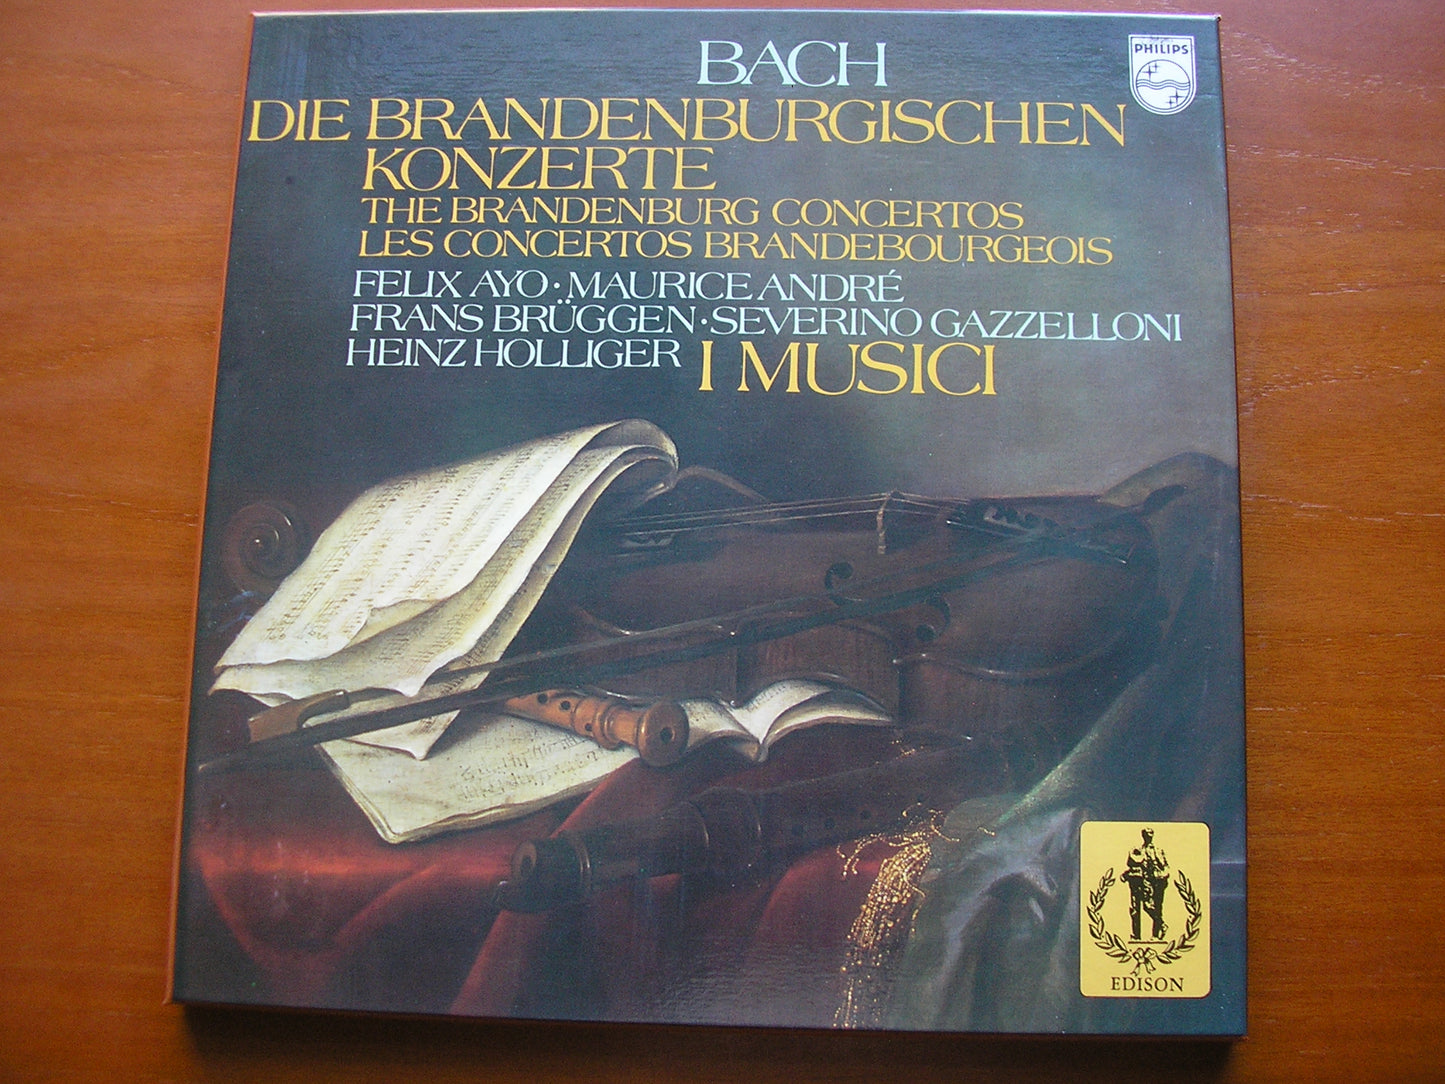 BACH
PHILIPS
DIE BRANDENBURGISCHEN
KONZERTE
THE BRANDENBURG CONCERTOS
LES CONCERTOS BRANDEBOURGEOIS
FELIX AYO · MAURICE ANDRÉ
FRANS BRÜGGEN · SEVERINO GAZZELLONI
HEINZ HOLLIGER I MUSICI
EDISON